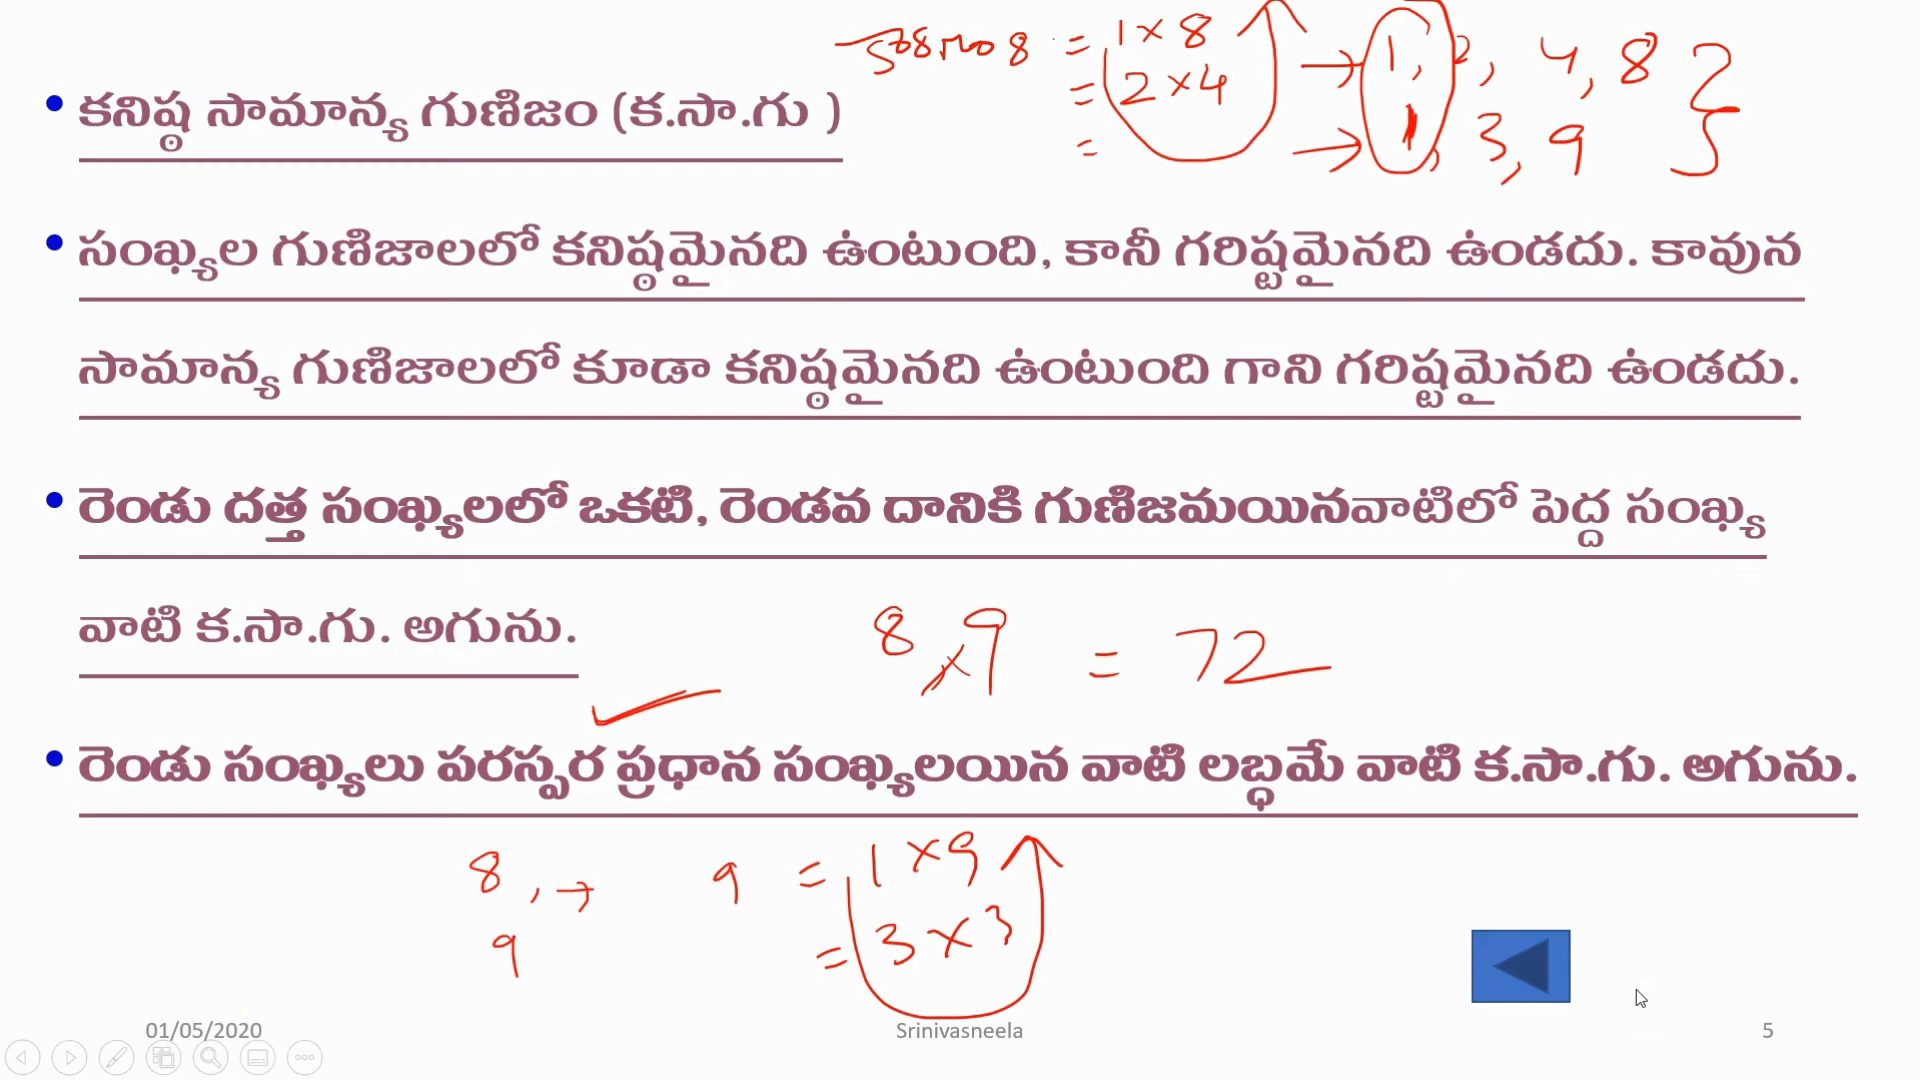 = 1 × 8 → 1, 2, 4, 8
= 2 × 4
= → 1, 3, 9
• కనిష్ఠ సామాన్య గుణిజం (క.సా.గు )
• సంఖ్యల గుణిజాలలో కనిష్ఠమైనది ఉంటుంది, కానీ గరిష్టమైనది ఉండదు. కావున
సామాన్య గుణిజాలలో కూడా కనిష్ఠమైనది ఉంటుంది గాని గరిష్టమైనది ఉండదు.
• రెండు దత్త సంఖ్యలలో ఒకటి, రెండవ దానికి గుణిజమయినవాటిలో పెద్ద సంఖ్య
వాటి క.సా.గు. అగును.
8 × 9 = 72
• రెండు సంఖ్యలు పరస్పర ప్రధాన సంఖ్యలయిన వాటి లబ్ధమే వాటి క.సా.గు. అగును.
8, → 9 = 1 × 9
9 = 3 × 3
01/05/2020 Srinivasneela 5